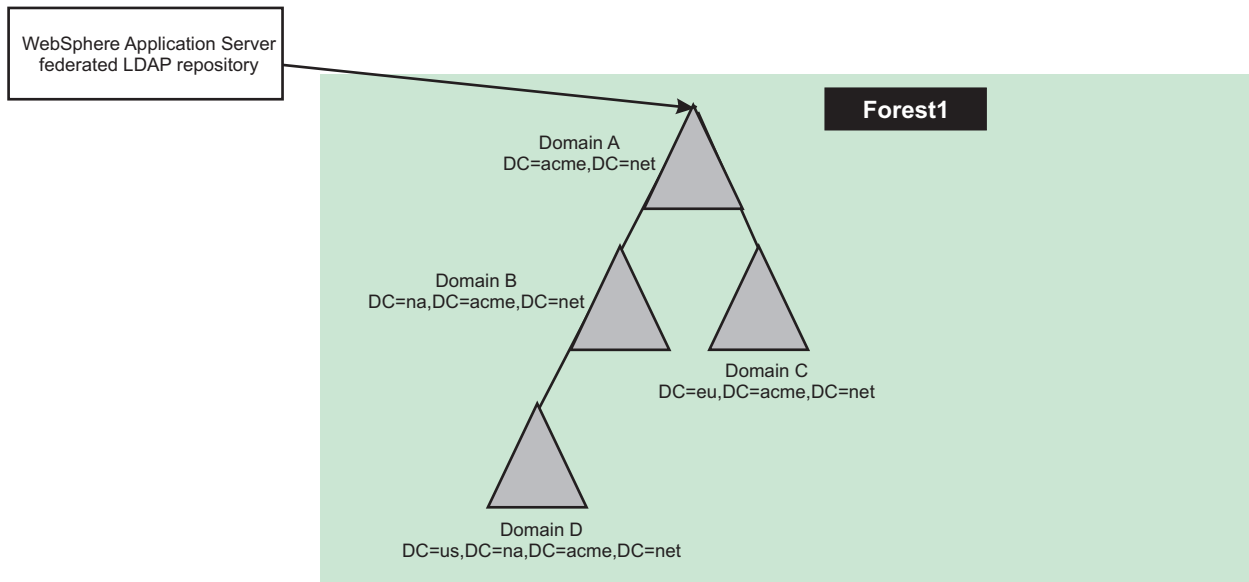 WebSphere Application Server
federated LDAP repository
Forest1
Domain A
DC=acme,DC=net
Domain B
DC=na,DC=acme,DC=net
Domain C
DC=eu,DC=acme,DC=net
Domain D
DC=us,DC=na,DC=acme,DC=net